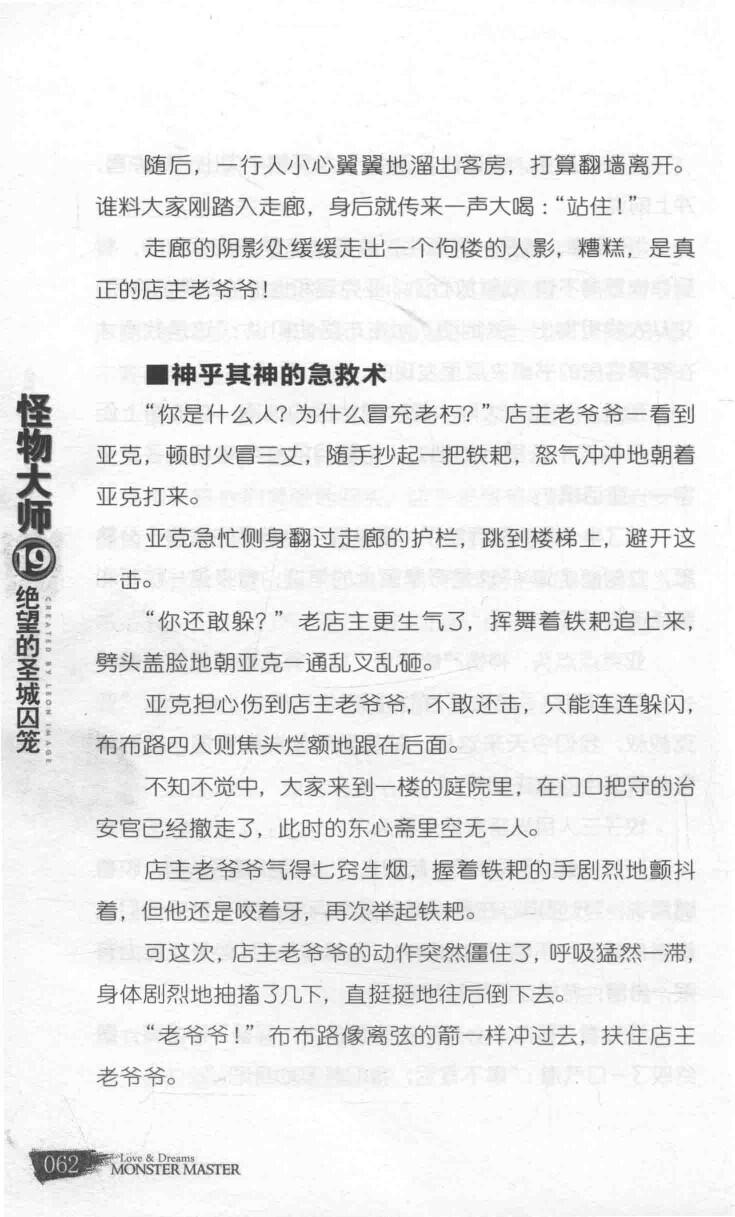 随后，一行人小心翼翼地溜出客房，打算翻墙离开。
谁料大家刚踏入走廊，身后就传来一声大喝：“站住！”
走廊的阴影处缓缓走出一个佝偻的人影，糟糕，是真
正的店主老爷爷！
■神乎其神的急救术
“你是什么人？为什么冒充老朽？”店主老爷爷一看到
亚克，顿时火冒三丈，随手抄起一把铁耙，怒气冲冲地朝着
亚克打来。
亚克急忙侧身翻过走廊的护栏，跳到楼梯上，避开这
一击。
“你还敢躲？”老店主更生气了，挥舞着铁耙追上来，
劈头盖脸地朝亚克一通乱叉乱砸。
亚克担心伤到店主老爷爷，不敢还击，只能连连躲闪，
布布路四人则焦头烂额地跟在后面。
不知不觉中，大家来到一楼的庭院里，在门口把守的治
安官已经撤走了，此时的东心斋里空无一人。
店主老爷爷气得七窍生烟，握着铁耙的手剧烈地颤抖
着，但他还是咬着牙，再次举起铁耙。
可这次，店主老爷爷的动作突然僵住了，呼吸猛然一滞，
身体剧烈地抽搐了几下，直挺挺地往后倒下去。
“老爷爷！”布布路像离弦的箭一样冲过去，扶住店主
老爷爷。
怪物大师
19
绝望的圣城囚笼
CREATED BY LEON IMAGE
062
Love & Dreams
MONSTER MASTER